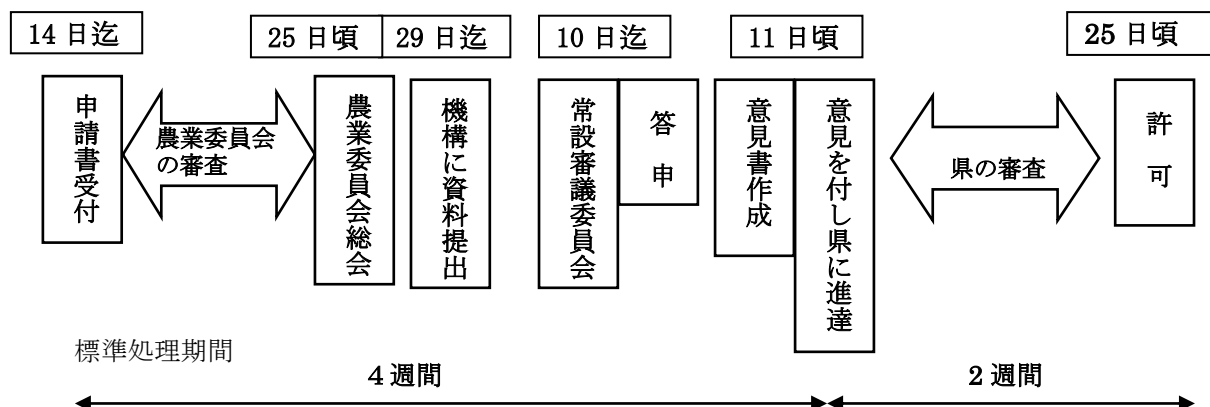 14日迄
25日頃
29日迄
10日迄
11日頃
25日頃
申請書受付
農業委員会
の審査
農業委員会総会
機構に資料提出
常設審議委員会
答申
意見書作成
意見を付し県に進達
県の審査
許可
標準処理期間
4週間
2週間